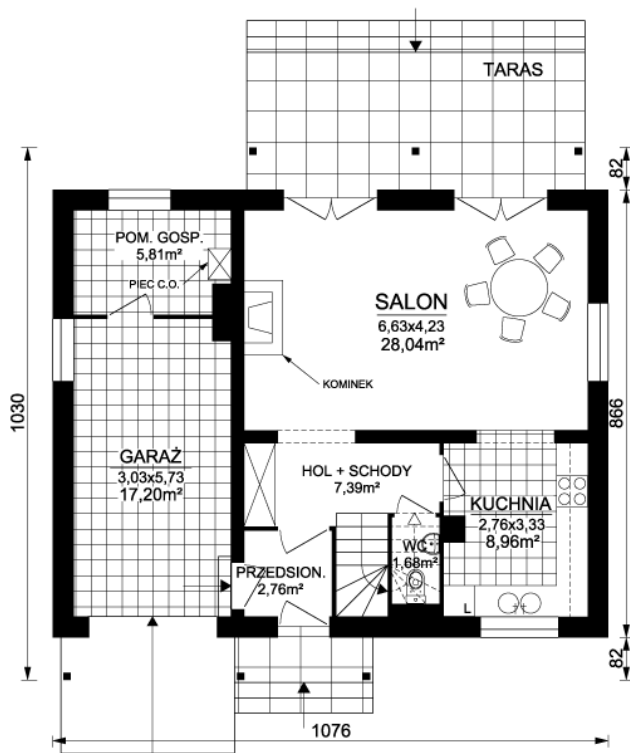 TARAS
82
POM. GOSP.
5,81m²
PIEC C.O.
SALON
6,63x4,23
28,04m²
KOMINEK
1030
866
GARAŻ
3,03x5,73
17,20m²
HOL + SCHODY
7,39m²
KUCHNIA
2,76x3,33
8,96m²
WC
1,68m²
PRZEDSION.
2,76m²
L
82
1076